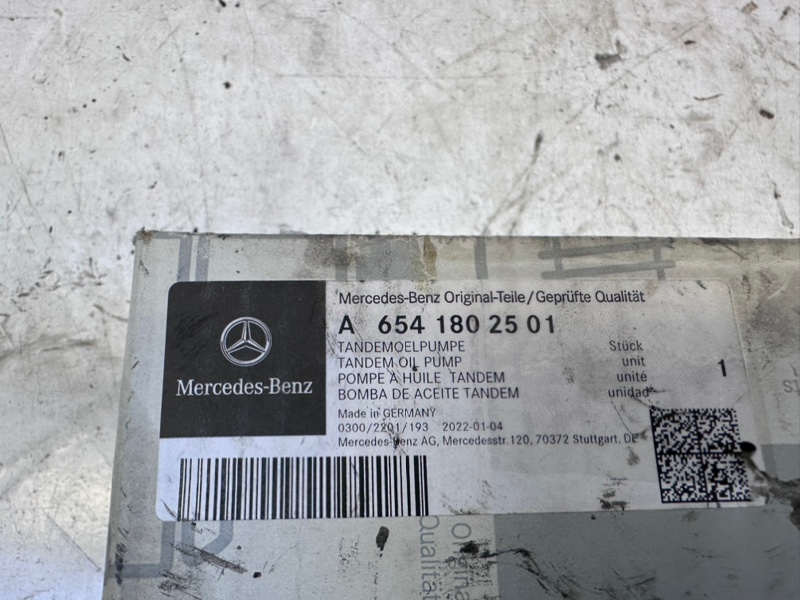 Mercedes-Benz Original-Teile/Geprüfte Qualität
A 654 180 25 01
TANDEMOELPUMPE Stück
TANDEM OIL PUMP unit
POMPE À HUILE TANDEM unité
BOMBA DE ACEITE TANDEM unidad
1
Mercedes-Benz
Made in GERMANY
0300/2201/193 2022-01-04
Mercedes-Benz AG, Mercedesstr.120, 70372 Stuttgart, DE